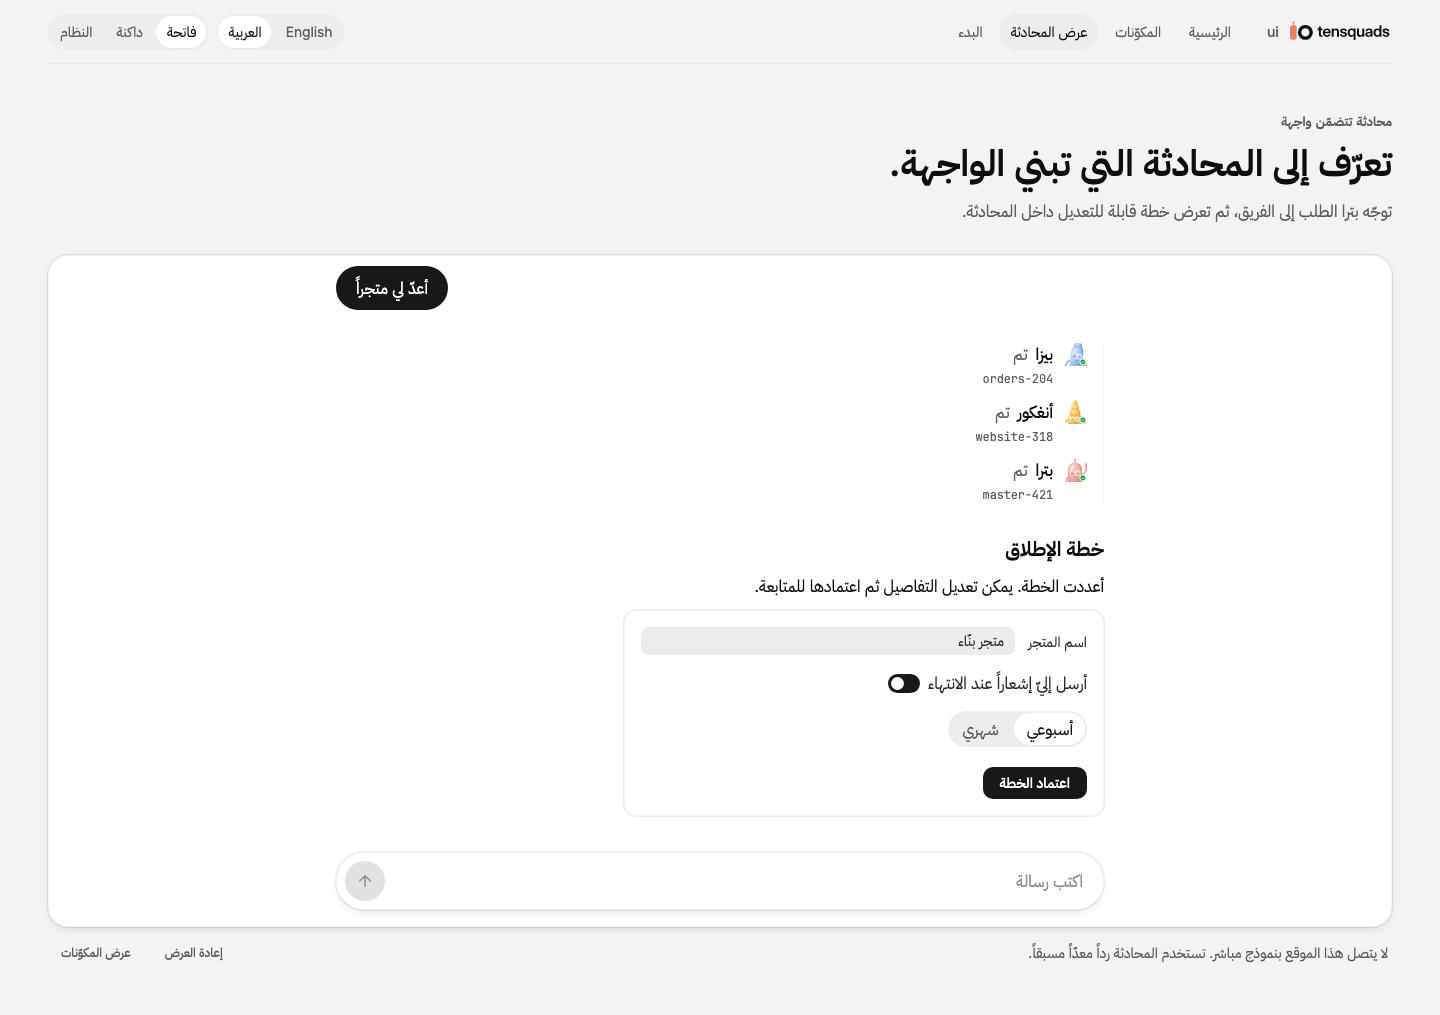 tensquads ui
الرئيسية
المكوّنات
عرض المحادثة
البدء
English
العربية
فاتحة
داكنة
النظام
محادثة تتضمّن واجهة
تعرّف إلى المحادثة التي تبني الواجهة.
توجّه بترا الطلب إلى الفريق، ثم تعرض خطة قابلة للتعديل داخل المحادثة.
أعدّ لي متجراً
بيزا تم
orders-204
أنغكور تم
website-318
بترا تم
master-421
خطة الإطلاق
أعددت الخطة. يمكن تعديل التفاصيل ثم اعتمادها للمتابعة.
اسم المتجر
متجر بنّاء
أرسل إليّ إشعاراً عند الانتهاء
أسبوعي
شهري
اعتماد الخطة
اكتب رسالة
لا يتصل هذا الموقع بنموذج مباشر. تستخدم المحادثة رداً معدّاً مسبقاً.
إعادة العرض
عرض المكوّنات